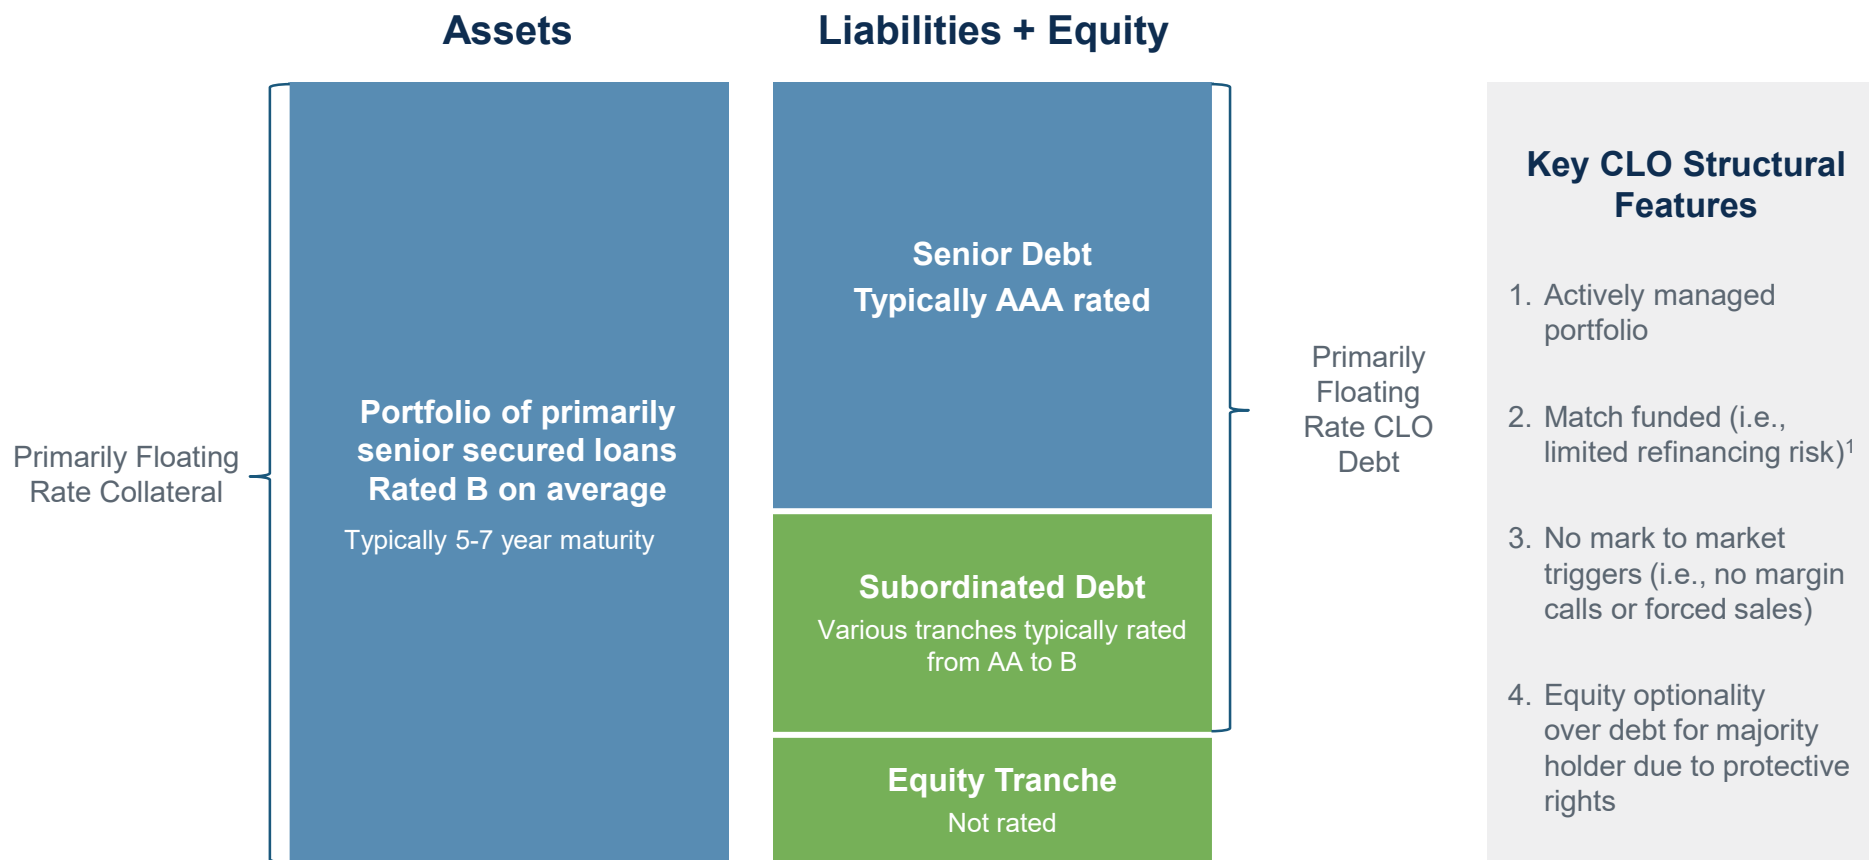 Assets
Liabilities + Equity
Primarily Floating
Rate Collateral
Portfolio of primarily
senior secured loans
Rated B on average
Typically 5-7 year maturity
Senior Debt
Typically AAA rated
Subordinated Debt
Various tranches typically rated
from AA to B
Equity Tranche
Not rated
Primarily
Floating
Rate CLO
Debt
Key CLO Structural
Features
1. Actively managed
portfolio
2. Match funded (i.e.,
limited refinancing risk)¹
3. No mark to market
triggers (i.e., no margin
calls or forced sales)
4. Equity optionality
over debt for majority
holder due to protective
rights